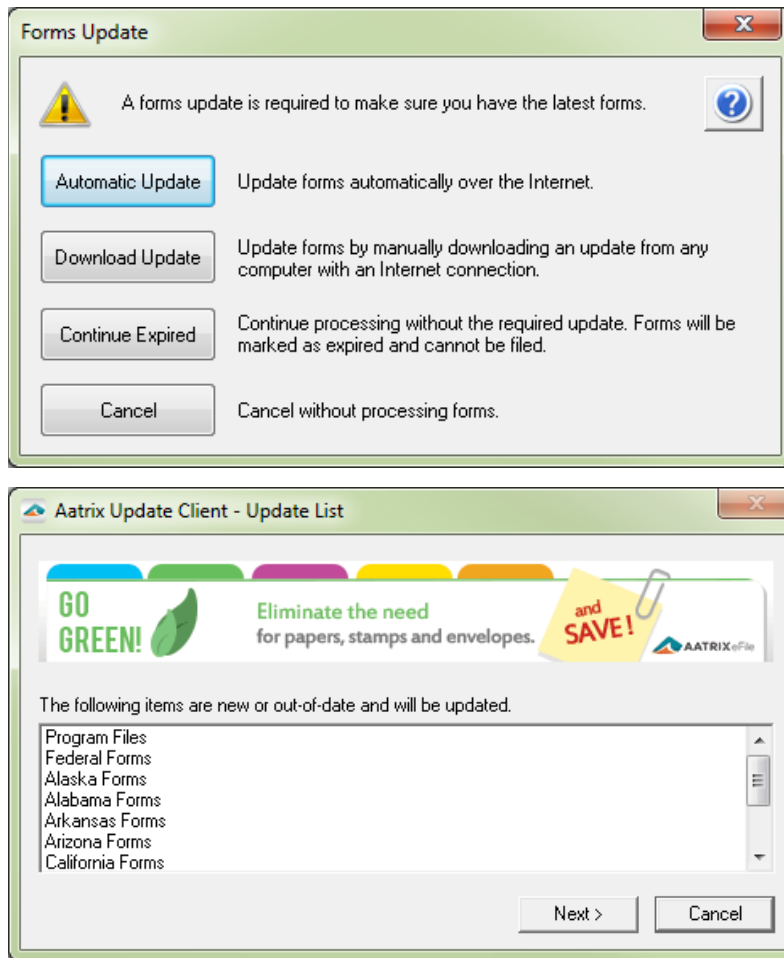 Forms Update
A forms update is required to make sure you have the latest forms.
Automatic Update
Update forms automatically over the Internet.
Download Update
Update forms by manually downloading an update from any
computer with an Internet connection.
Continue Expired
Continue processing without the required update. Forms will be
marked as expired and cannot be filed.
Cancel
Cancel without processing forms.
Aatrix Update Client - Update List
GO
GREEN!
Eliminate the need
for papers, stamps and envelopes.
and
SAVE!
AATRIX eFile
The following items are new or out-of-date and will be updated.
Program Files
Federal Forms
Alaska Forms
Alabama Forms
Arkansas Forms
Arizona Forms
California Forms
Next >
Cancel